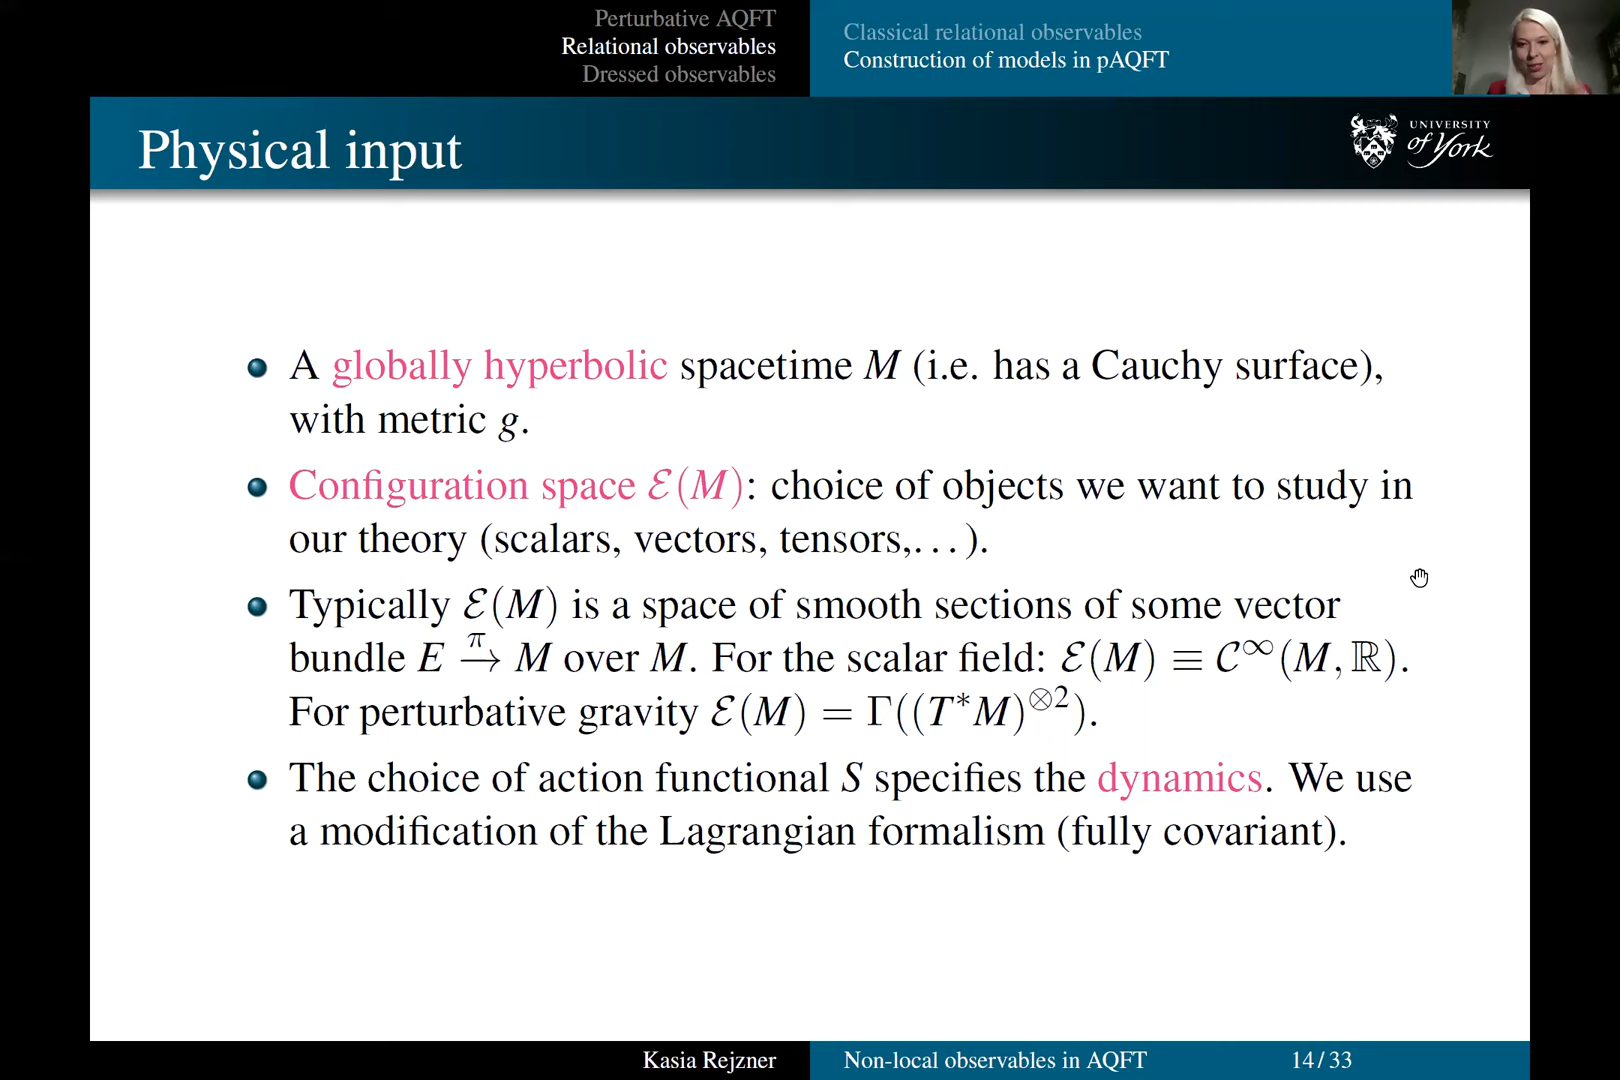 Perturbative AQFT
Relational observables
Dressed observables
Classical relational observables
Construction of models in pAQFT
Physical input
UNIVERSITY
of York
A globally hyperbolic spacetime M (i.e. has a Cauchy surface),
with metric g.
Configuration space ℰ(M): choice of objects we want to study in
our theory (scalars, vectors, tensors,...).
Typically ℰ(M) is a space of smooth sections of some vector
bundle E →^π M over M. For the scalar field: ℰ(M) ≡ 𝒞^∞(M, ℝ).
For perturbative gravity ℰ(M) = Γ((T*M)^⊗2).
The choice of action functional S specifies the dynamics. We use
a modification of the Lagrangian formalism (fully covariant).
Kasia Rejzner
Non-local observables in AQFT
14/33